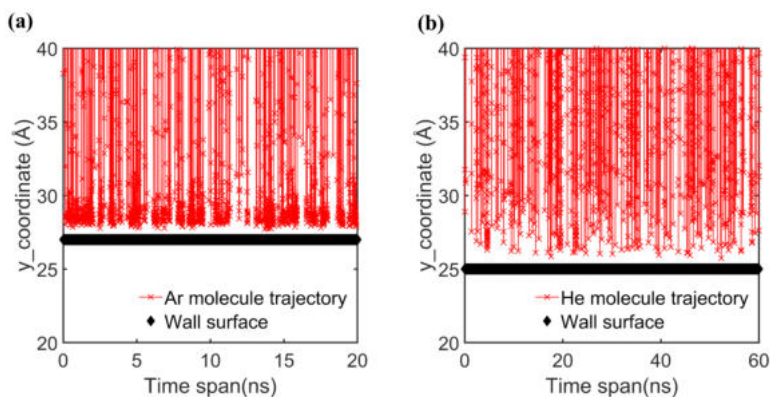 (a)
y_coordinate (Å)
40
35
30
25
20
Ar molecule trajectory
Wall surface
0 5 10 15 20
Time span(ns)
(b)
y_coordinate (Å)
40
35
30
25
20
He molecule trajectory
Wall surface
0 20 40 60
Time span(ns)